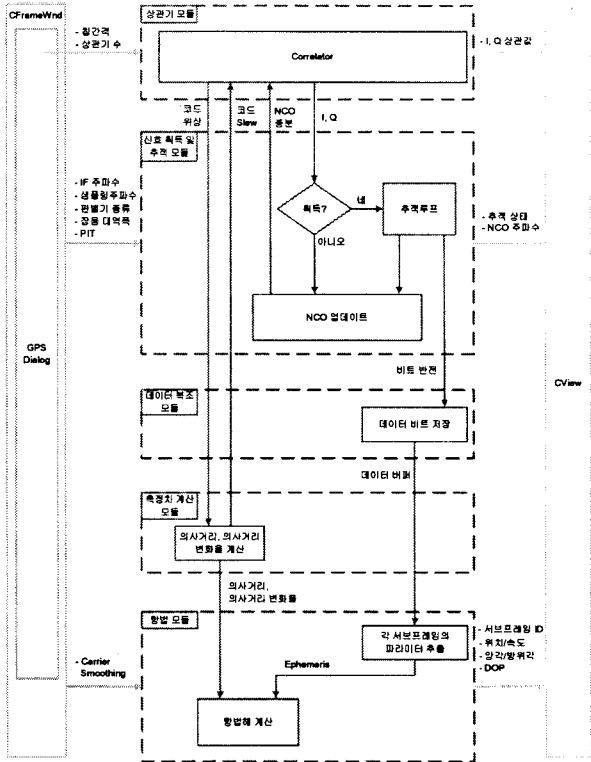 CFrameWnd
상관기 모듈
- 칩간격
- 상관기 수
Correlator
- I, Q 상관값
코드
위상
코드
Slew
NCO
증분
I, Q
신호 획득 및
추적 모듈
- IF 주파수
- 샘플링주파수
- 판별기 종류
- 잡음 대역폭
- PIT
획득?
네
추적루프
아니오
- 추적 상태
- NCO 주파수
NCO 업데이트
GPS
Dialog
비트 반전
CView
데이터 복조
모듈
데이터 비트 저장
데이터 버퍼
측정치 계산
모듈
의사거리, 의사거리
변화율 계산
의사거리,
의사거리 변화율
항법 모듈
각 서브프레임의
파라미터 추출
- 서브프레임 ID
- 위치/속도
- 앙각/방위각
- DOP
- Carrier
Smoothing
Ephemeris
항법해 계산